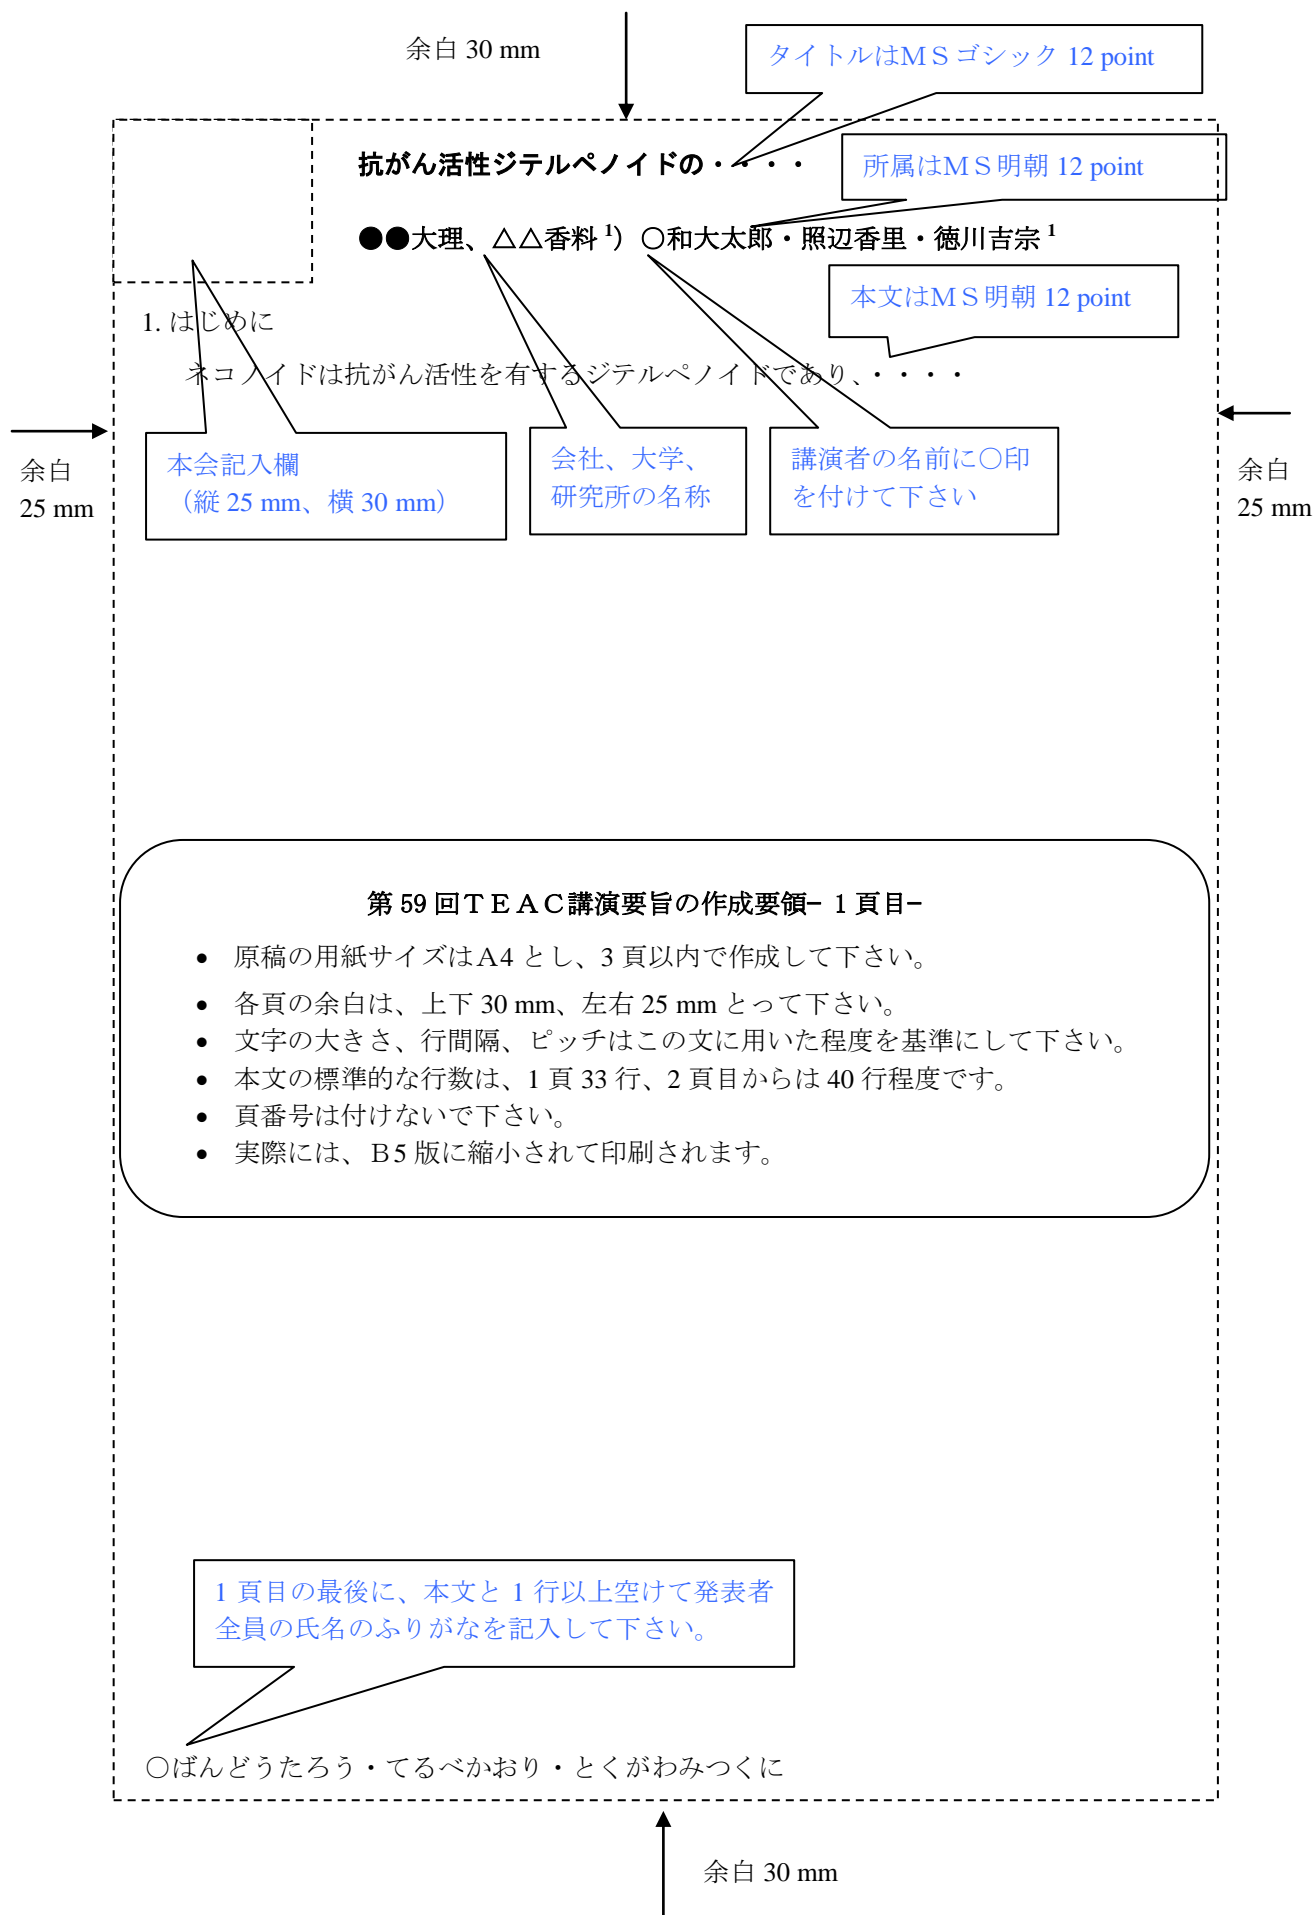 余白 30 mm
タイトルはＭＳゴシック 12 point
抗がん活性ジテルペノイドの・・・・
所属はＭＳ明朝 12 point
●●大理、△△香料¹）○和大太郎・照辺香里・徳川吉宗¹
本文はＭＳ明朝 12 point
1. はじめに
ネコノイドは抗がん活性を有するジテルペノイドであり、・・・・
余白
25 mm
本会記入欄
（縦 25 mm、横 30 mm）
会社、大学、
研究所の名称
講演者の名前に○印
を付けて下さい
余白
25 mm
第 59 回ＴＥＡＣ講演要旨の作成要領−１頁目−
• 原稿の用紙サイズはＡ4 とし、3 頁以内で作成して下さい。
• 各頁の余白は、上下 30 mm、左右 25 mm とって下さい。
• 文字の大きさ、行間隔、ピッチはこの文に用いた程度を基準にして下さい。
• 本文の標準的な行数は、1 頁 33 行、2 頁目からは 40 行程度です。
• 頁番号は付けないで下さい。
• 実際には、Ｂ5 版に縮小されて印刷されます。
1 頁目の最後に、本文と 1 行以上空けて発表者
全員の氏名のふりがなを記入して下さい。
○ばんどうたろう・てるべかおり・とくがわみつくに
余白 30 mm